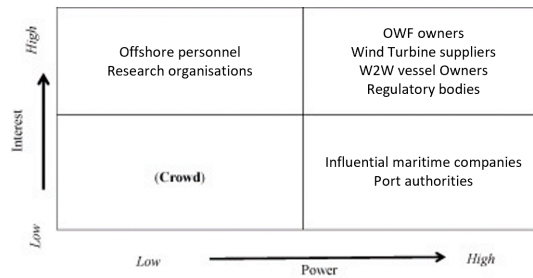 High
Offshore personnel
Research organisations
OWF owners
Wind Turbine suppliers
W2W vessel Owners
Regulatory bodies
Interest
(Crowd)
Influential maritime companies
Port authorities
Low
Low
Power
High